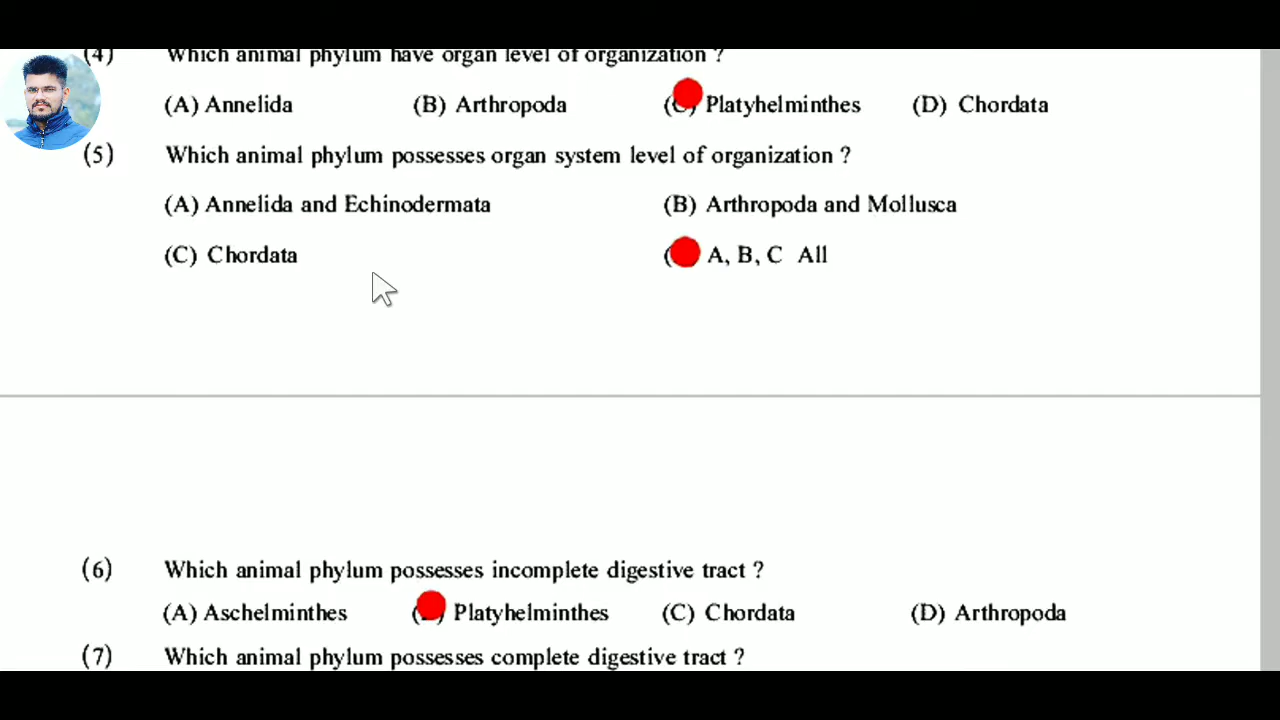 (4) Which animal phylum have organ level of organization ?
(A) Annelida (B) Arthropoda (C) Platyhelminthes (D) Chordata
(5) Which animal phylum possesses organ system level of organization ?
(A) Annelida and Echinodermata (B) Arthropoda and Mollusca
(C) Chordata ( A, B, C All
(6) Which animal phylum possesses incomplete digestive tract ?
(A) Aschelminthes ( ) Platyhelminthes (C) Chordata (D) Arthropoda
(7) Which animal phylum possesses complete digestive tract ?